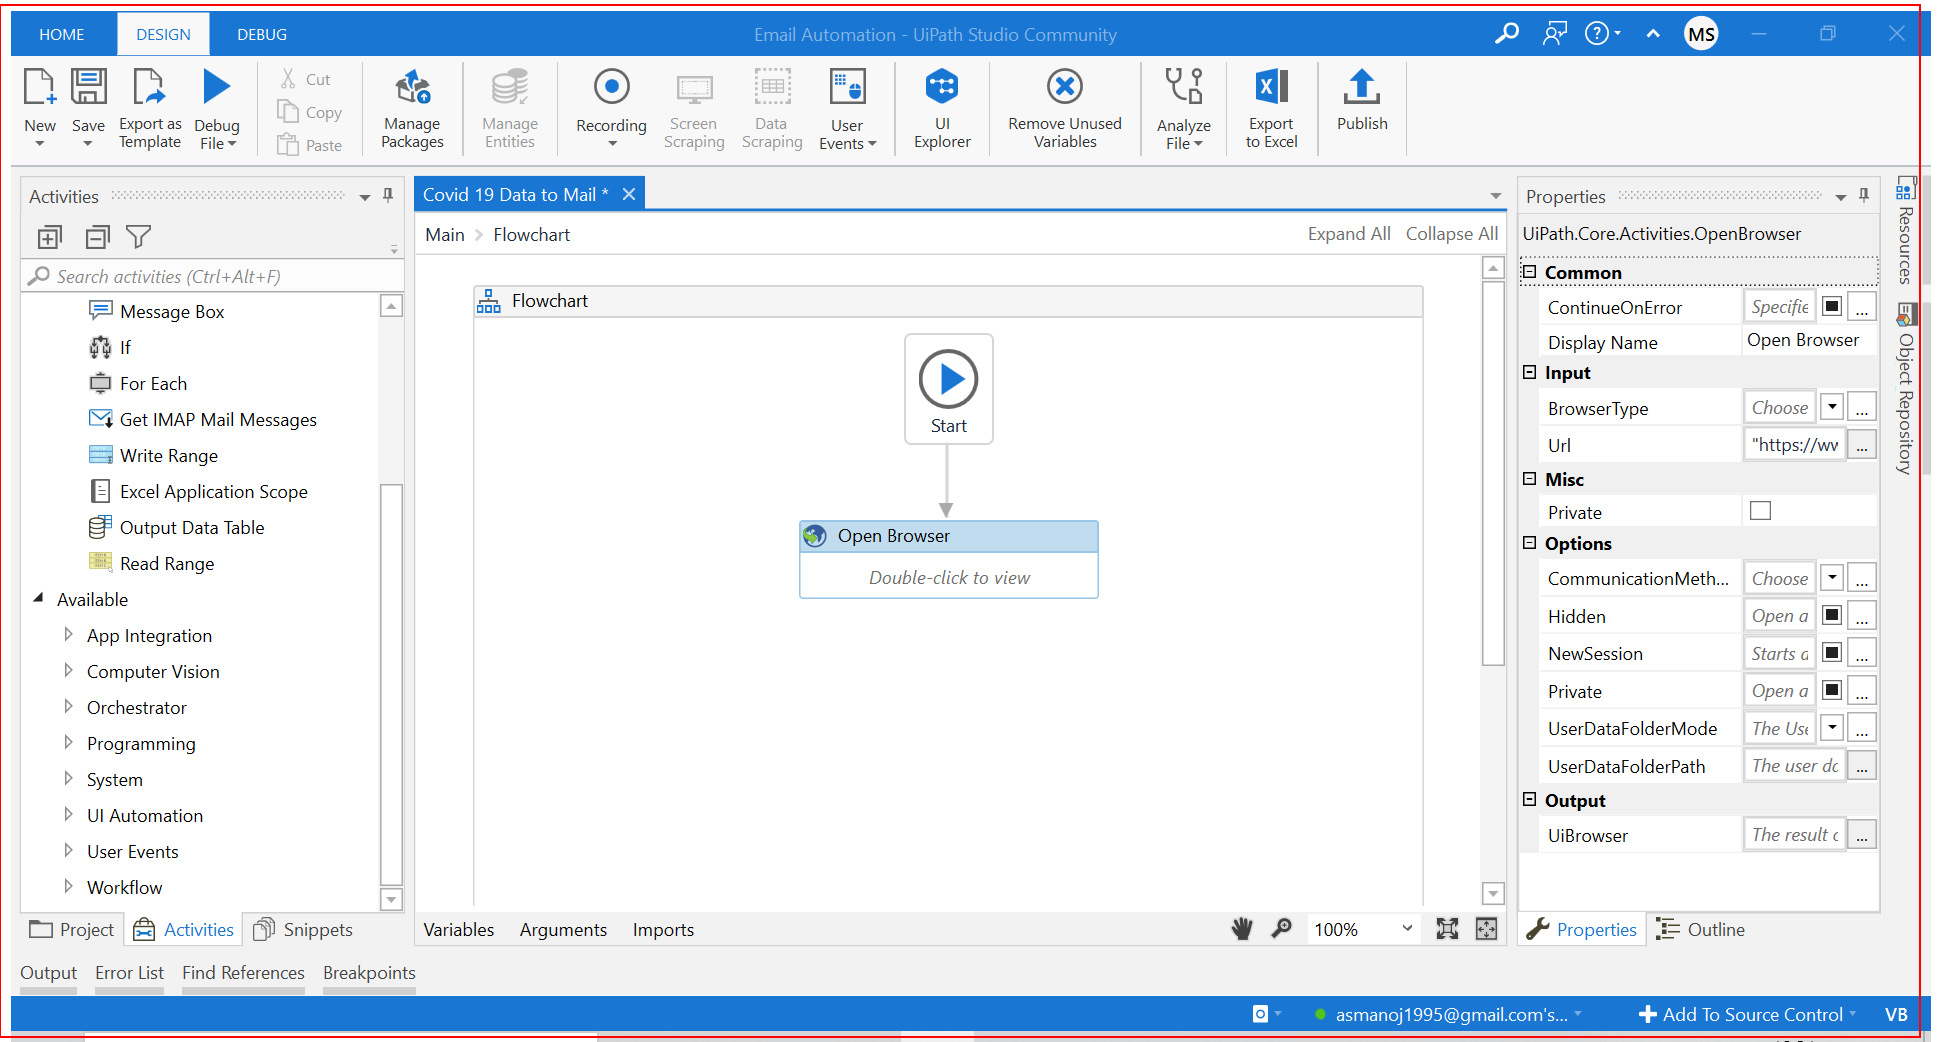 HOME DESIGN DEBUG Email Automation - UiPath Studio Community MS
New Save Export as Template Debug File Cut Copy Paste Manage Packages Manage Entities Recording Screen Scraping Data Scraping User Events UI Explorer Remove Unused Variables Analyze File Export to Excel Publish
Activities
Search activities (Ctrl+Alt+F)
Message Box
If
For Each
Get IMAP Mail Messages
Write Range
Excel Application Scope
Output Data Table
Read Range
Available
App Integration
Computer Vision
Orchestrator
Programming
System
UI Automation
User Events
Workflow
Project Activities Snippets
Covid 19 Data to Mail *
Main > Flowchart Expand All Collapse All
Flowchart
Start
Open Browser
Double-click to view
Variables Arguments Imports 100%
Properties
UiPath.Core.Activities.OpenBrowser
Common
ContinueOnError Specifie ...
Display Name Open Browser
Input
BrowserType Choose ...
Url "https://ww ...
Misc
Private
Options
CommunicationMeth... Choose ...
Hidden Open a ...
NewSession Starts a ...
Private Open a ...
UserDataFolderMode The Use ...
UserDataFolderPath The user da ...
Output
UiBrowser The result o ...
Properties Outline
Resources
Object Repository
Output Error List Find References Breakpoints
asmanoj1995@gmail.com's... Add To Source Control VB